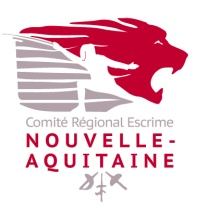 Comité Régional Escrime
NOUVELLE-
AQUITAINE